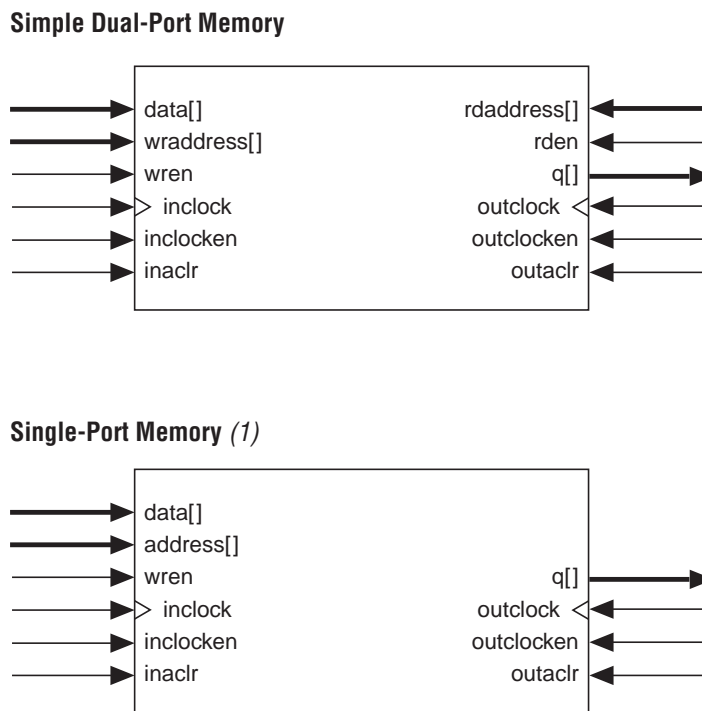 Simple Dual-Port Memory
data[] rdaddress[]
wraddress[] rden
wren q[]
inclock outclock
inclocken outclocken
inaclr outaclr
Single-Port Memory (1)
data[]
address[]
wren q[]
inclock outclock
inclocken outclocken
inaclr outaclr